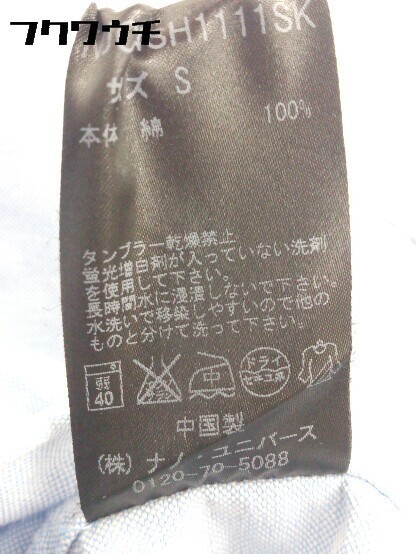 フクワウチ
SH1111SK
サイズ S
本体 綿 100%
タンブラー乾燥禁止
蛍光増白剤が入っていない洗剤
を使用して下さい。
長時間水に浸漬しないで下さい。
水洗いで移染しやすいので他の
ものと分けて洗って下さい。
弱 40 中 ドライ セキユ系
中国製
(株) ナノ・ユニバース
0120-79-5088